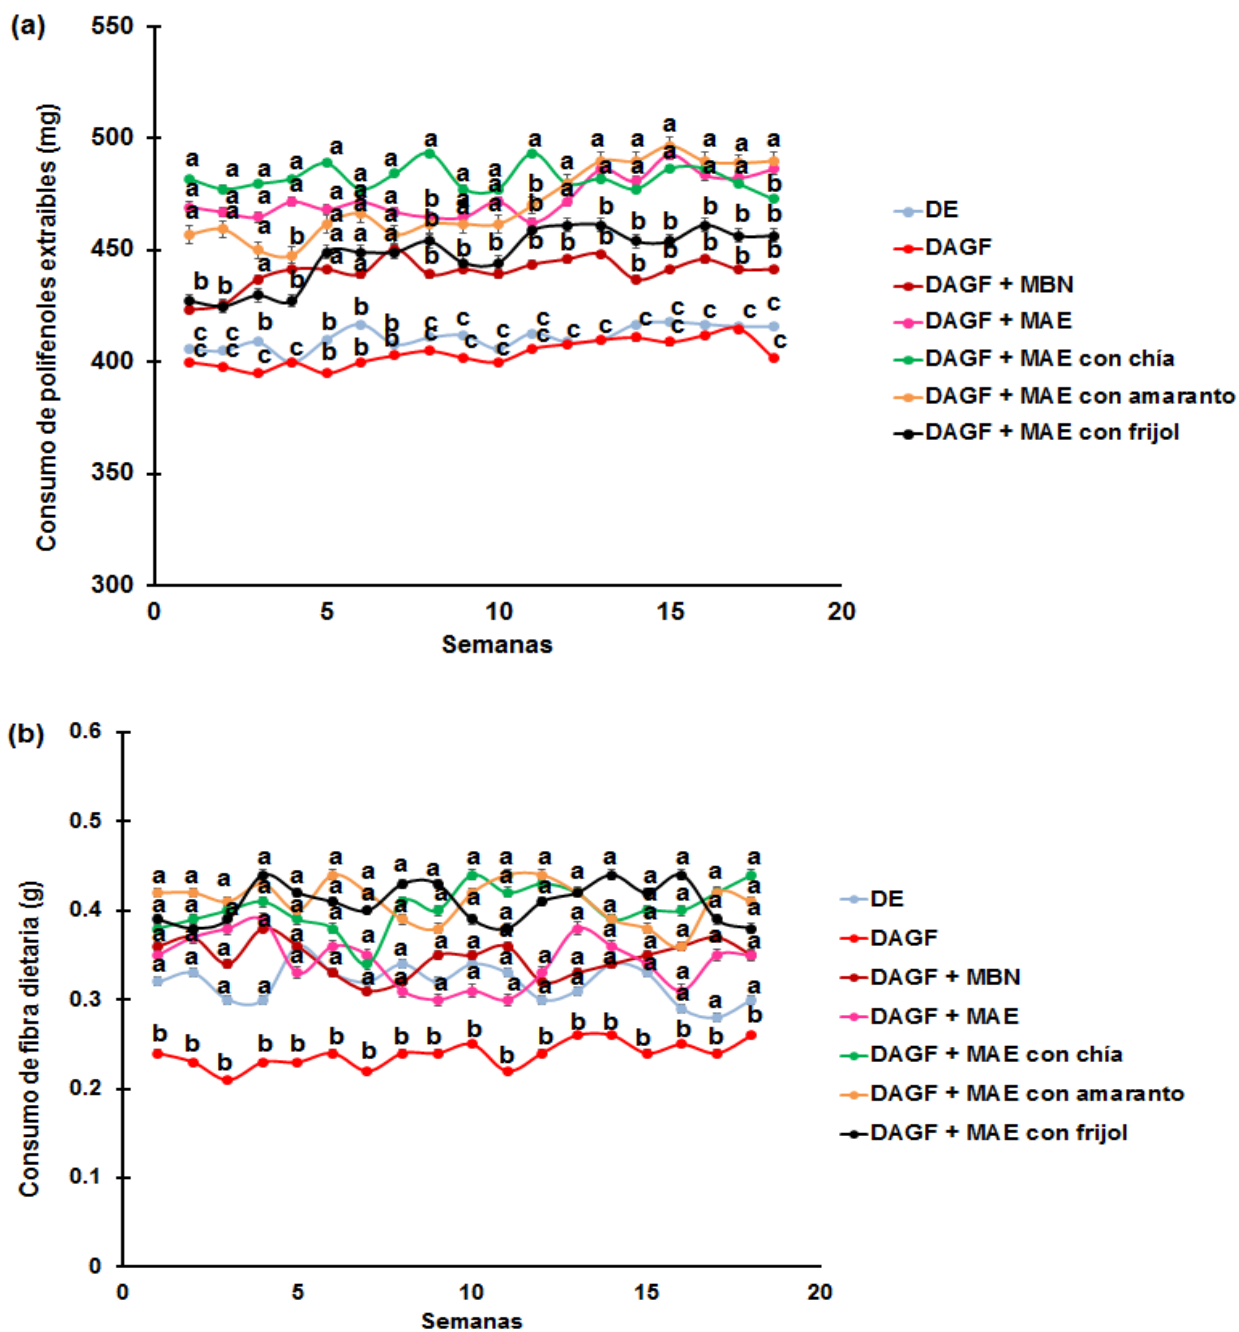 (a)
Consumo de polifenoles extraibles (mg)
550
500
450
400
350
300
0 5 10 15 20
Semanas
DE
DAGF
DAGF + MBN
DAGF + MAE
DAGF + MAE con chía
DAGF + MAE con amaranto
DAGF + MAE con frijol
(b)
Consumo de fibra dietaria (g)
0.6
0.5
0.4
0.3
0.2
0.1
0
0 5 10 15 20
Semanas
DE
DAGF
DAGF + MBN
DAGF + MAE
DAGF + MAE con chía
DAGF + MAE con amaranto
DAGF + MAE con frijol